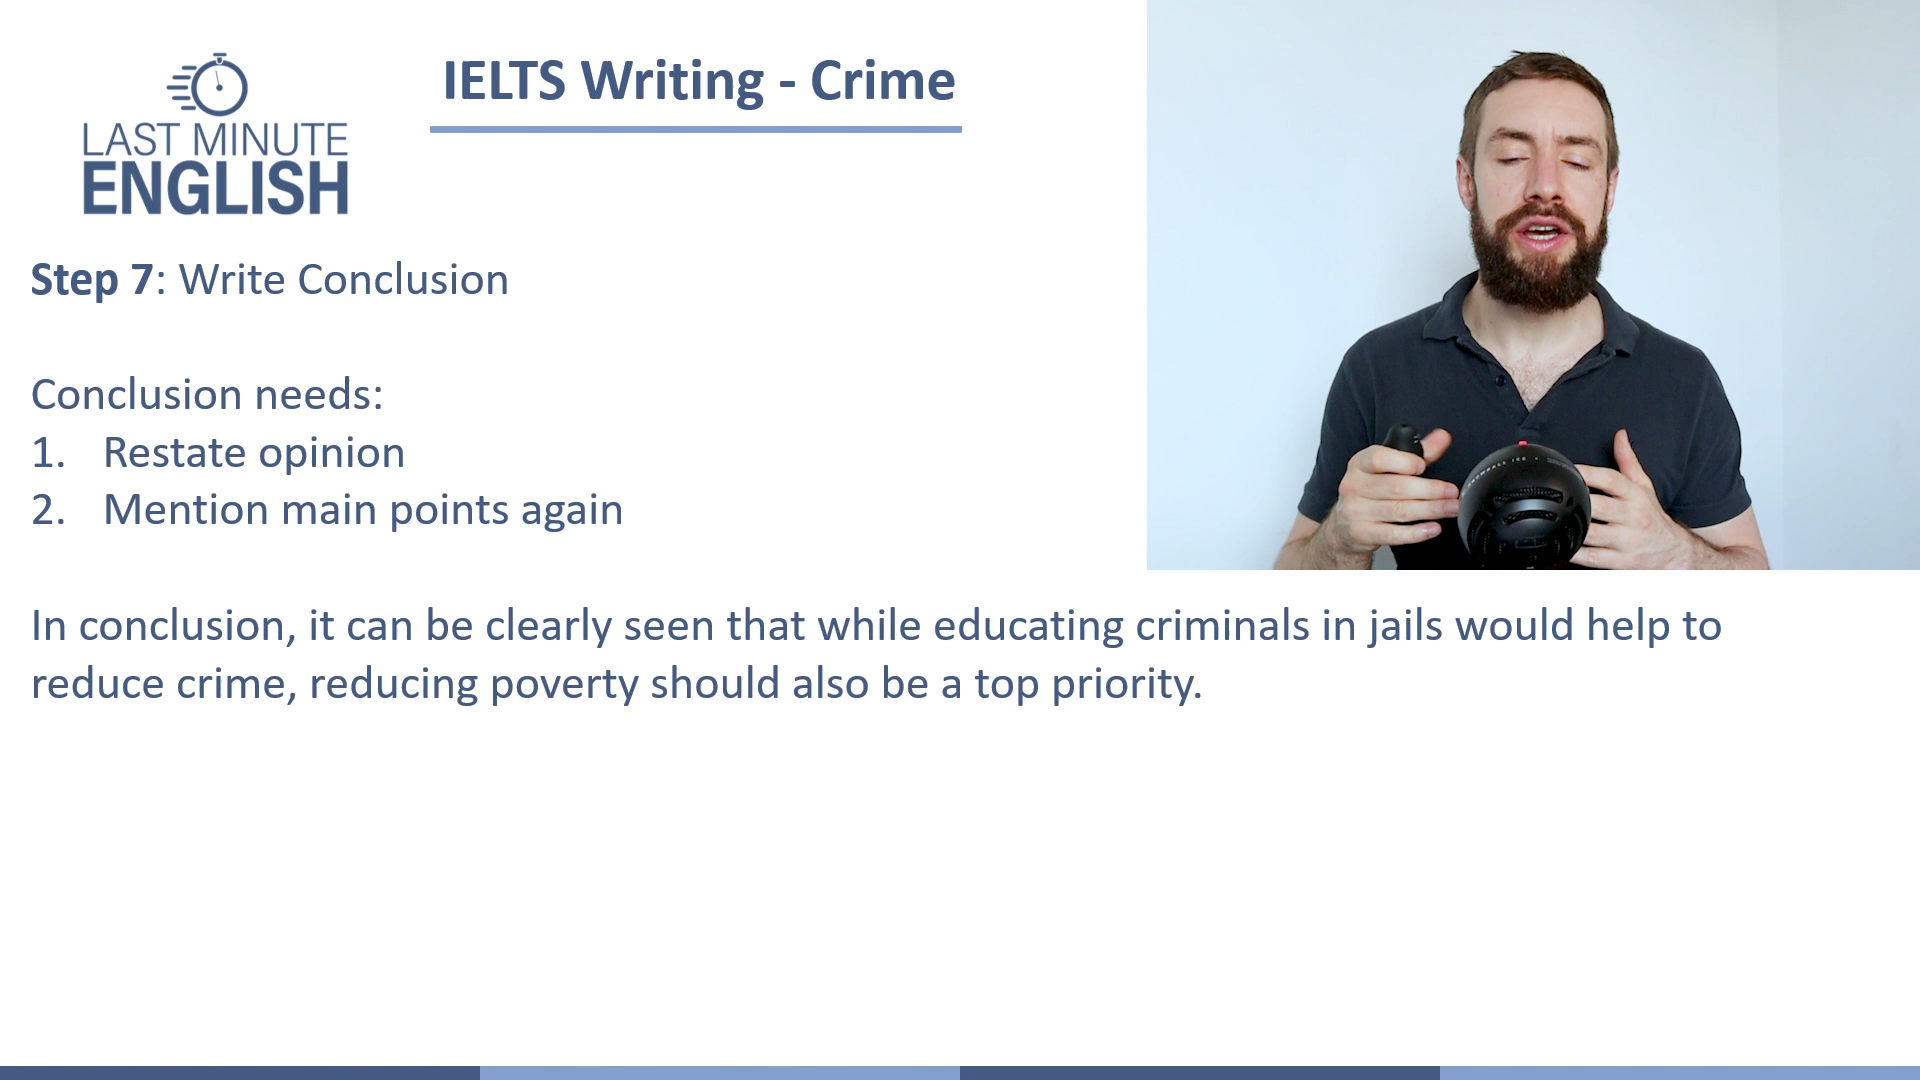 LAST MINUTE
ENGLISH
IELTS Writing - Crime
Step 7: Write Conclusion
Conclusion needs:
1. Restate opinion
2. Mention main points again
In conclusion, it can be clearly seen that while educating criminals in jails would help to
reduce crime, reducing poverty should also be a top priority.